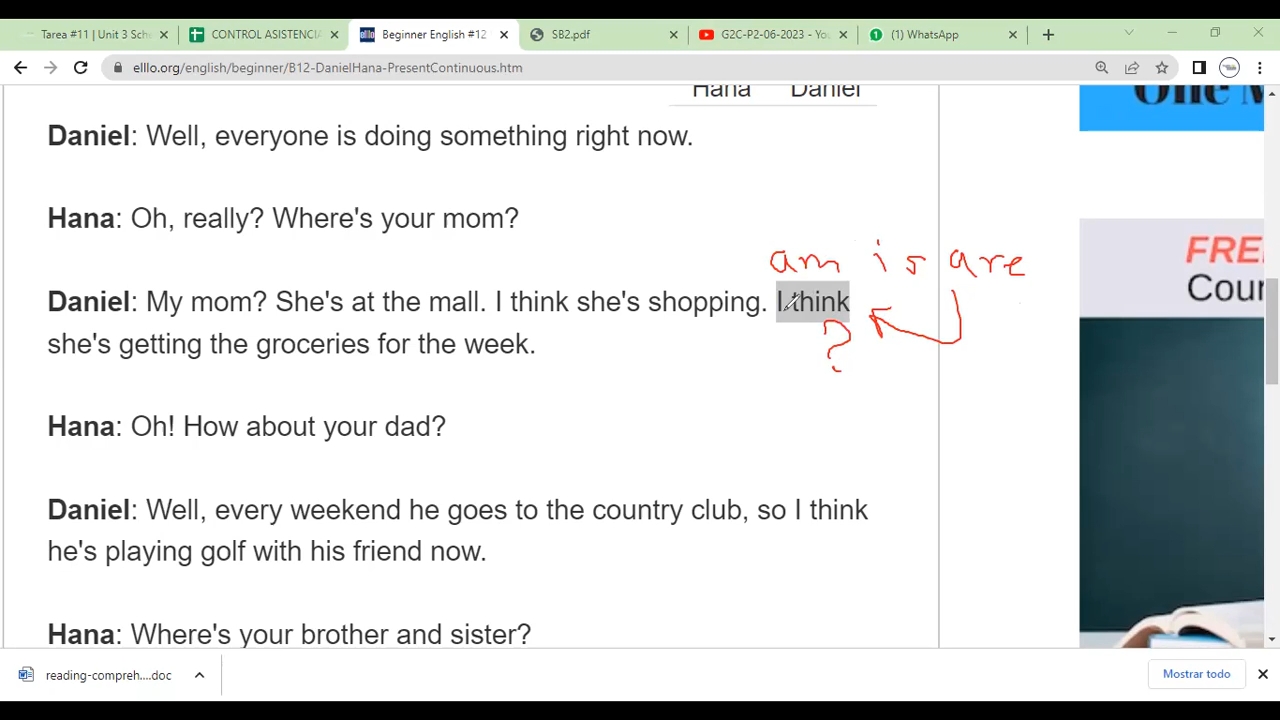 Tarea #11 | Unit 3 Sche
CONTROL ASISTENCIA
Beginner English #12
SB2.pdf
G2C-P2-06-2023 - You
(1) WhatsApp
elllo.org/english/beginner/B12-DanielHana-PresentContinuous.htm
Hana Daniel
One M
Daniel: Well, everyone is doing something right now.
Hana: Oh, really? Where's your mom?
am is are
FREE
Cour
Daniel: My mom? She's at the mall. I think she's shopping. I think
she's getting the groceries for the week.
?
Hana: Oh! How about your dad?
Daniel: Well, every weekend he goes to the country club, so I think
he's playing golf with his friend now.
Hana: Where's your brother and sister?
reading-compreh....doc
Mostrar todo